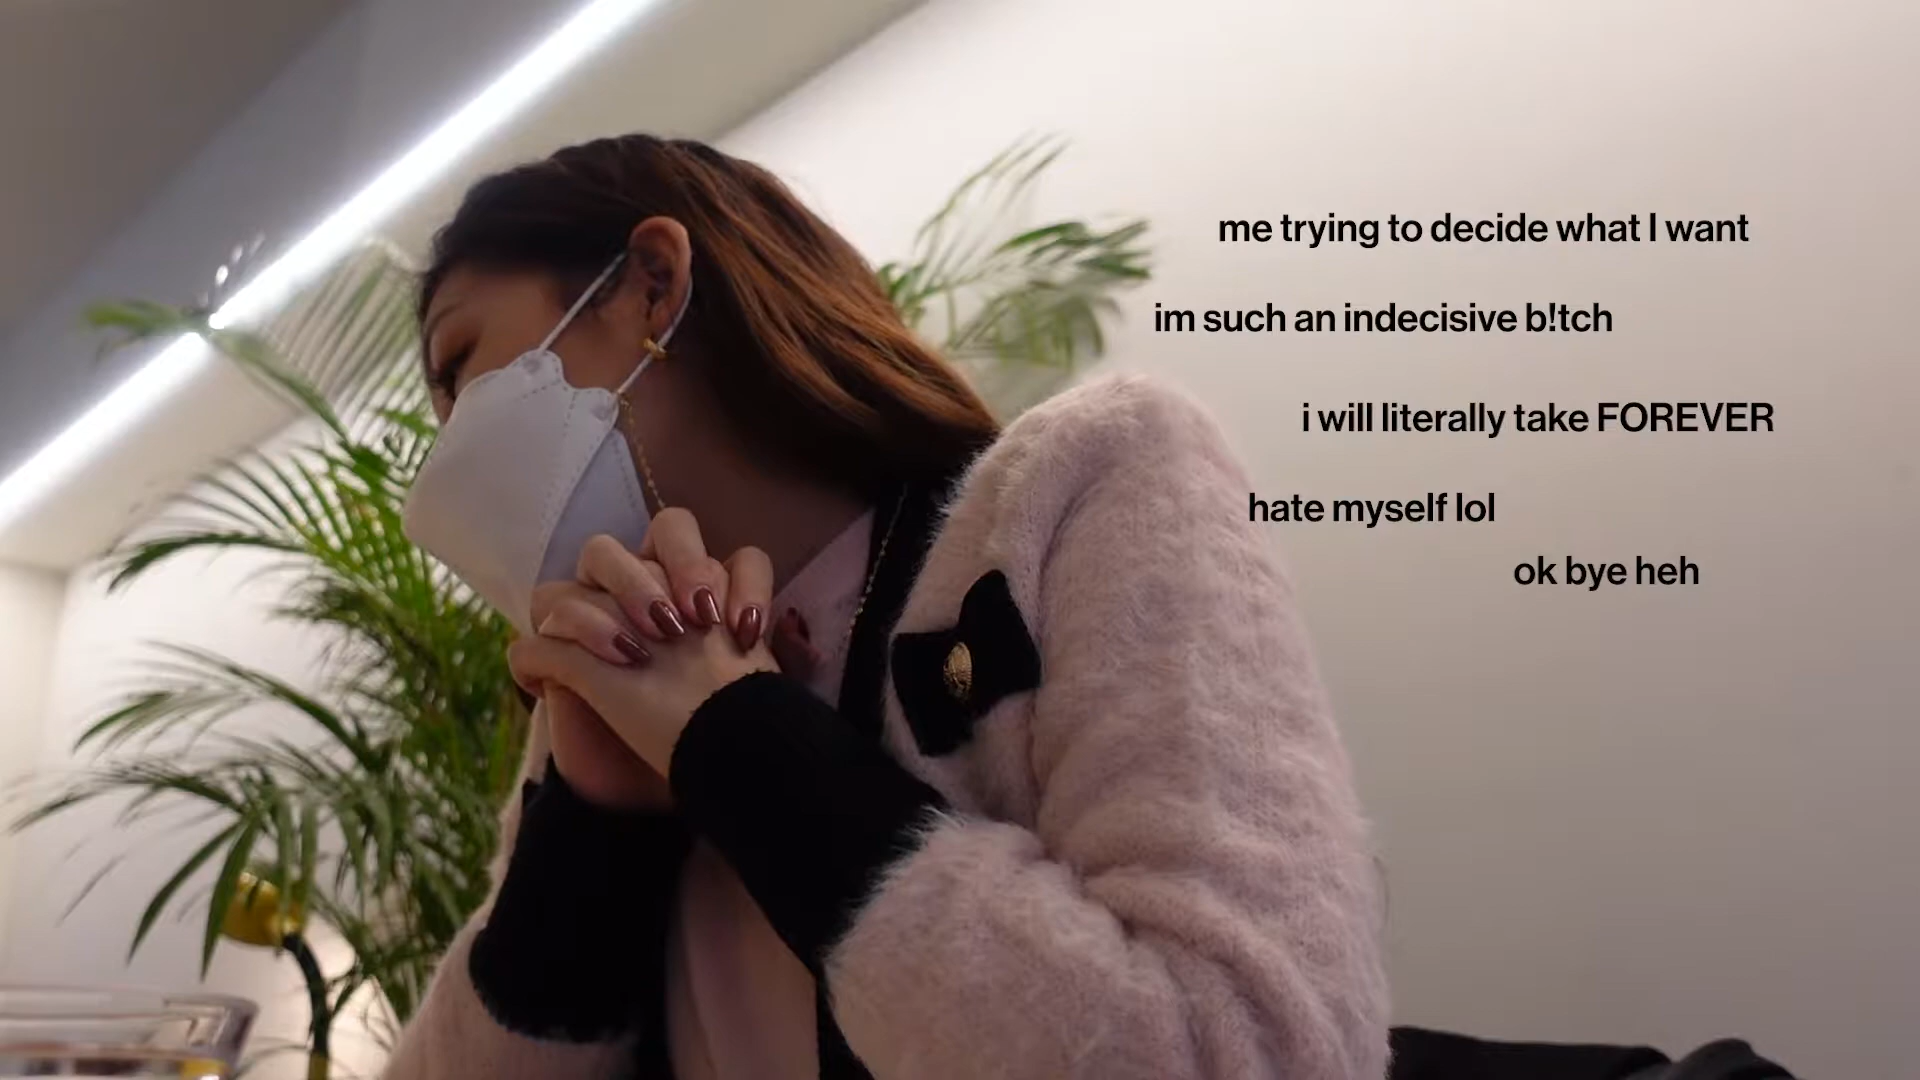 me trying to decide what I want
im such an indecisive b!tch
i will literally take FOREVER
hate myself lol
ok bye heh